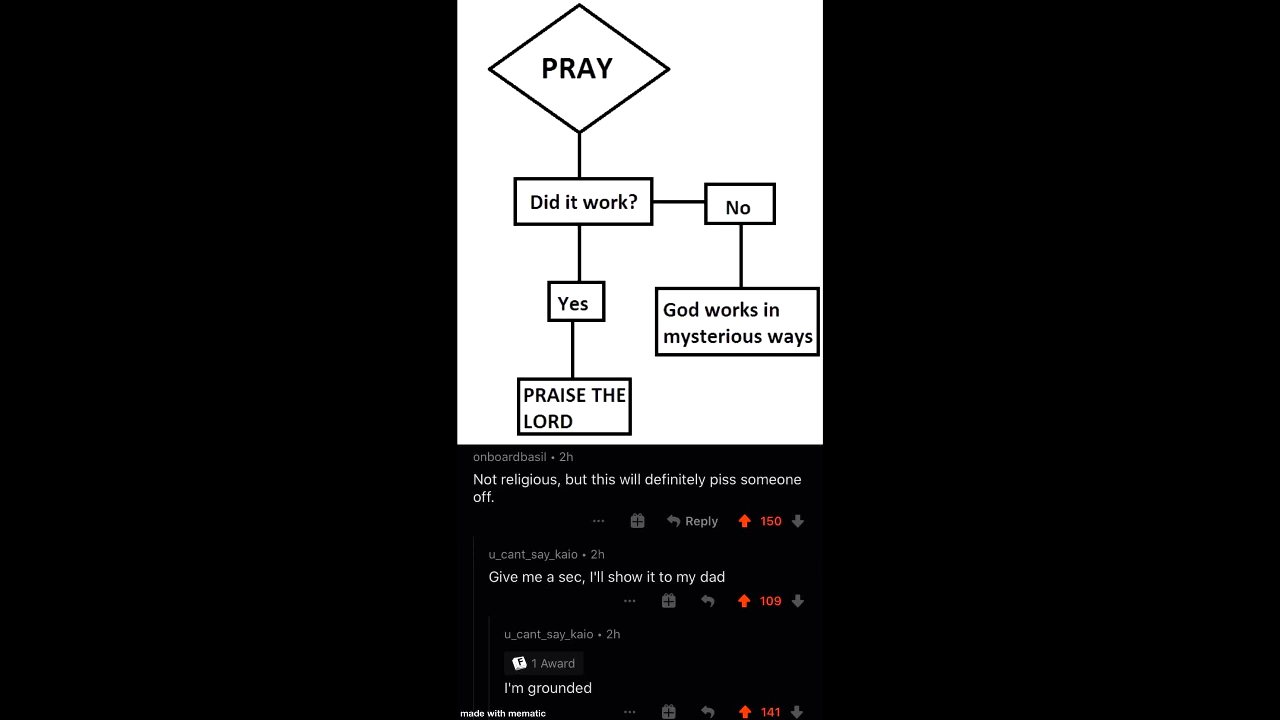 PRAY
Did it work?
No
Yes
God works in
mysterious ways
PRAISE THE
LORD
onboardbasil • 2h
Not religious, but this will definitely piss someone
off.
Reply 150
u_cant_say_kaio • 2h
Give me a sec, I'll show it to my dad
109
u_cant_say_kaio • 2h
F 1 Award
I'm grounded
141
made with mematic